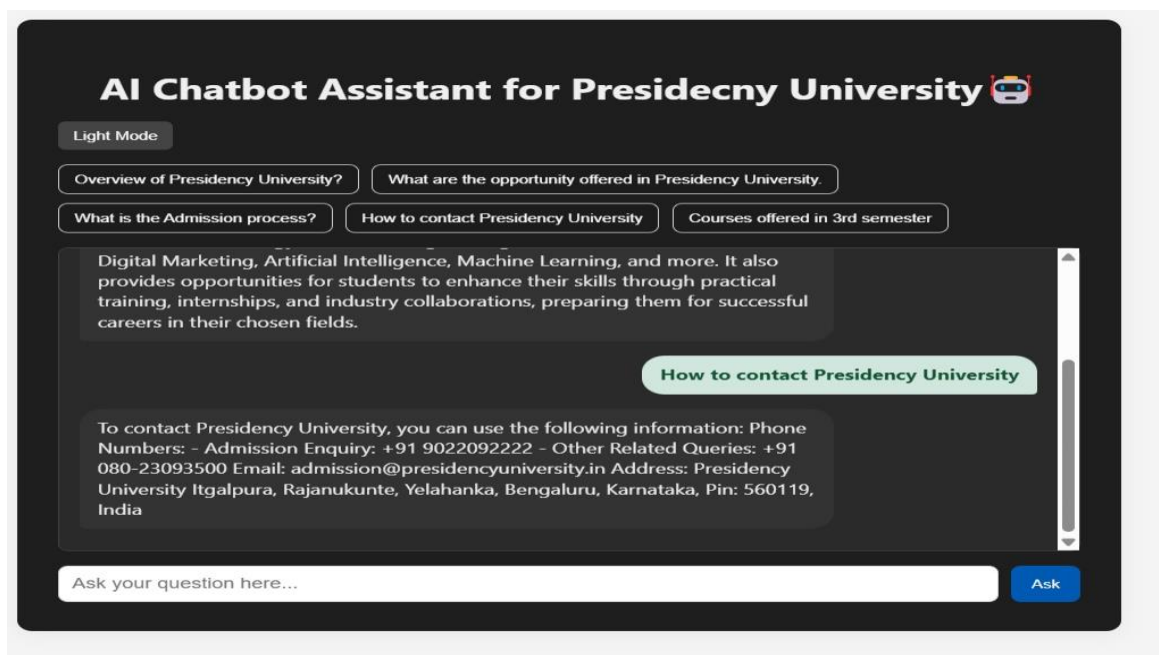 AI Chatbot Assistant for Presidecny University
Light Mode
Overview of Presidency University?
What are the opportunity offered in Presidency University.
What is the Admission process?
How to contact Presidency University
Courses offered in 3rd semester
Digital Marketing, Artificial Intelligence, Machine Learning, and more. It also
provides opportunities for students to enhance their skills through practical
training, internships, and industry collaborations, preparing them for successful
careers in their chosen fields.
How to contact Presidency University
To contact Presidency University, you can use the following information: Phone
Numbers: - Admission Enquiry: +91 9022092222 - Other Related Queries: +91
080-23093500 Email: admission@presidencyuniversity.in Address: Presidency
University Itgalpura, Rajanukunte, Yelahanka, Bengaluru, Karnataka, Pin: 560119,
India
Ask your question here...
Ask